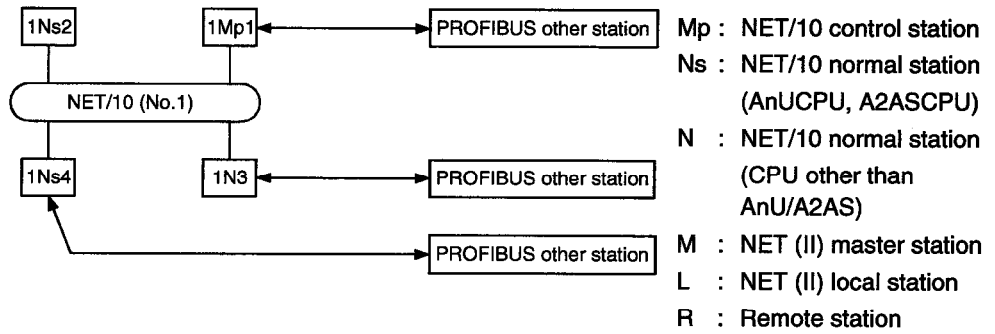 1Ns2
1Mp1
PROFIBUS other station
NET/10 (No.1)
1Ns4
1N3
PROFIBUS other station
PROFIBUS other station
Mp : NET/10 control station
Ns : NET/10 normal station
(AnUCPU, A2ASCPU)
N : NET/10 normal station
(CPU other than
AnU/A2AS)
M : NET (II) master station
L : NET (II) local station
R : Remote station